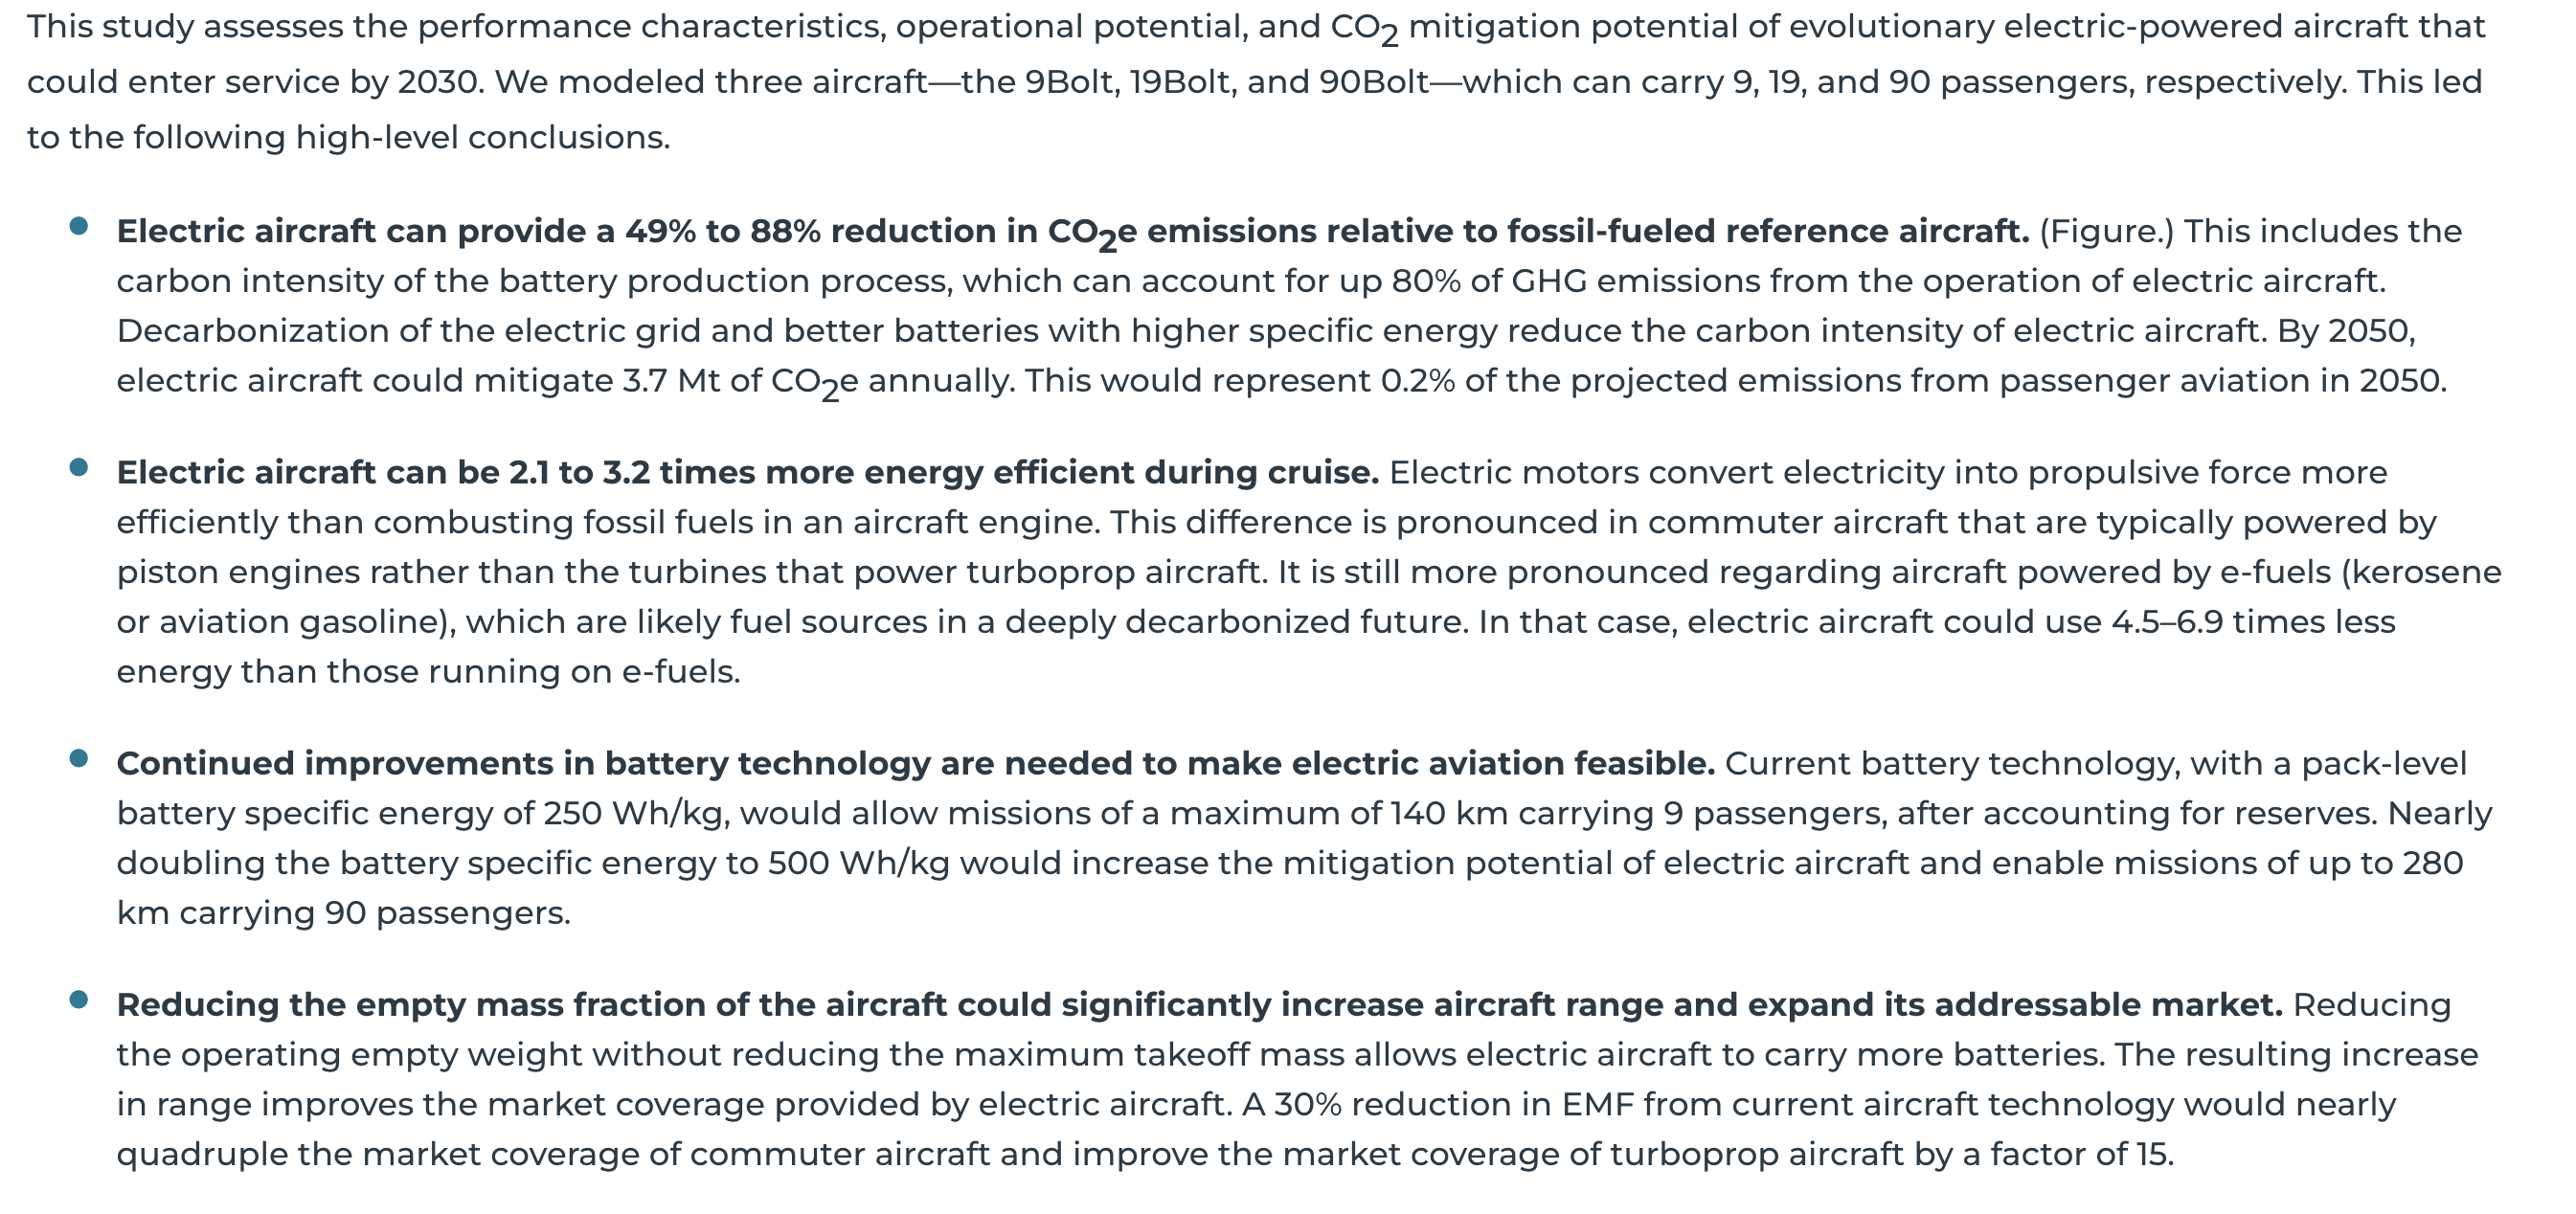 This study assesses the performance characteristics, operational potential, and CO2 mitigation potential of evolutionary electric-powered aircraft that
could enter service by 2030. We modeled three aircraft—the 9Bolt, 19Bolt, and 90Bolt—which can carry 9, 19, and 90 passengers, respectively. This led
to the following high-level conclusions.
Electric aircraft can provide a 49% to 88% reduction in CO2e emissions relative to fossil-fueled reference aircraft. (Figure.) This includes the
carbon intensity of the battery production process, which can account for up 80% of GHG emissions from the operation of electric aircraft.
Decarbonization of the electric grid and better batteries with higher specific energy reduce the carbon intensity of electric aircraft. By 2050,
electric aircraft could mitigate 3.7 Mt of CO2e annually. This would represent 0.2% of the projected emissions from passenger aviation in 2050.
Electric aircraft can be 2.1 to 3.2 times more energy efficient during cruise. Electric motors convert electricity into propulsive force more
efficiently than combusting fossil fuels in an aircraft engine. This difference is pronounced in commuter aircraft that are typically powered by
piston engines rather than the turbines that power turboprop aircraft. It is still more pronounced regarding aircraft powered by e-fuels (kerosene
or aviation gasoline), which are likely fuel sources in a deeply decarbonized future. In that case, electric aircraft could use 4.5–6.9 times less
energy than those running on e-fuels.
Continued improvements in battery technology are needed to make electric aviation feasible. Current battery technology, with a pack-level
battery specific energy of 250 Wh/kg, would allow missions of a maximum of 140 km carrying 9 passengers, after accounting for reserves. Nearly
doubling the battery specific energy to 500 Wh/kg would increase the mitigation potential of electric aircraft and enable missions of up to 280
km carrying 90 passengers.
Reducing the empty mass fraction of the aircraft could significantly increase aircraft range and expand its addressable market. Reducing
the operating empty weight without reducing the maximum takeoff mass allows electric aircraft to carry more batteries. The resulting increase
in range improves the market coverage provided by electric aircraft. A 30% reduction in EMF from current aircraft technology would nearly
quadruple the market coverage of commuter aircraft and improve the market coverage of turboprop aircraft by a factor of 15.